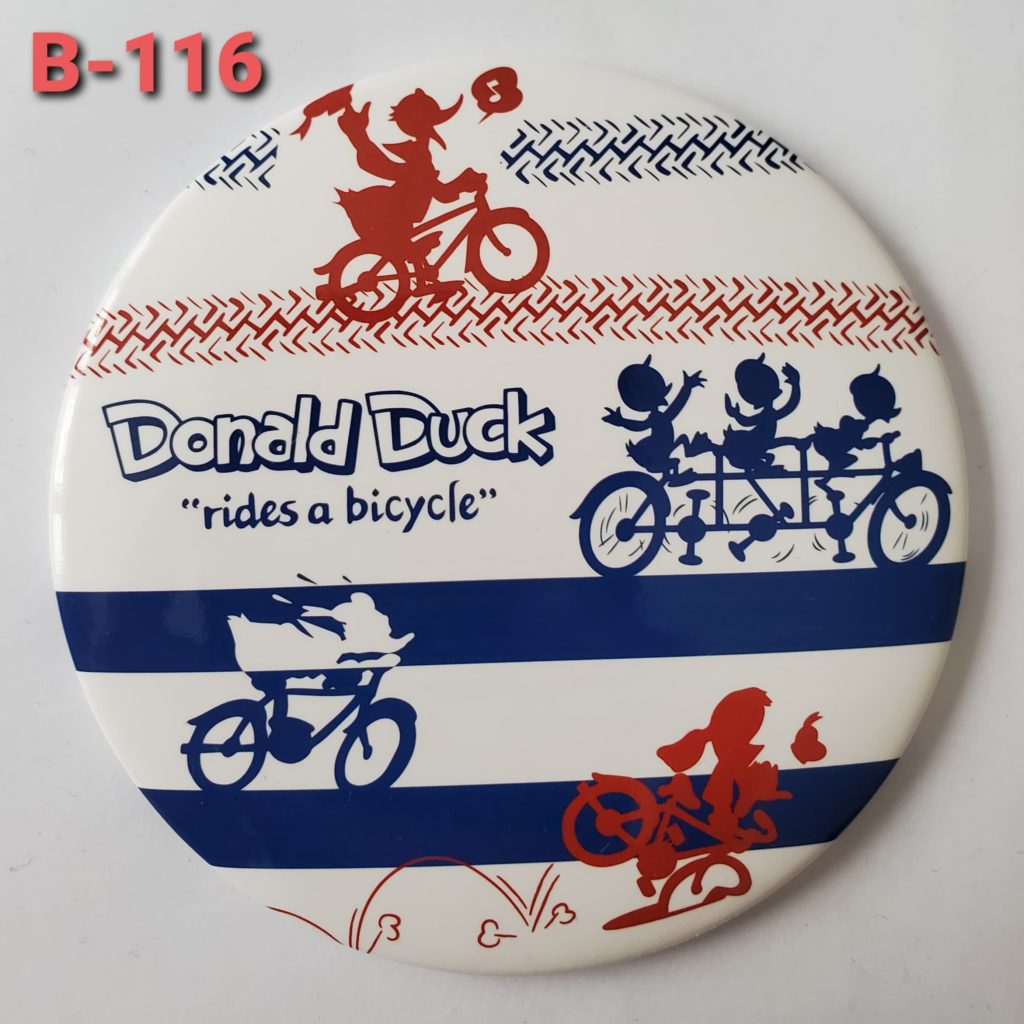 B-116
Donald Duck
“rides a bicycle”